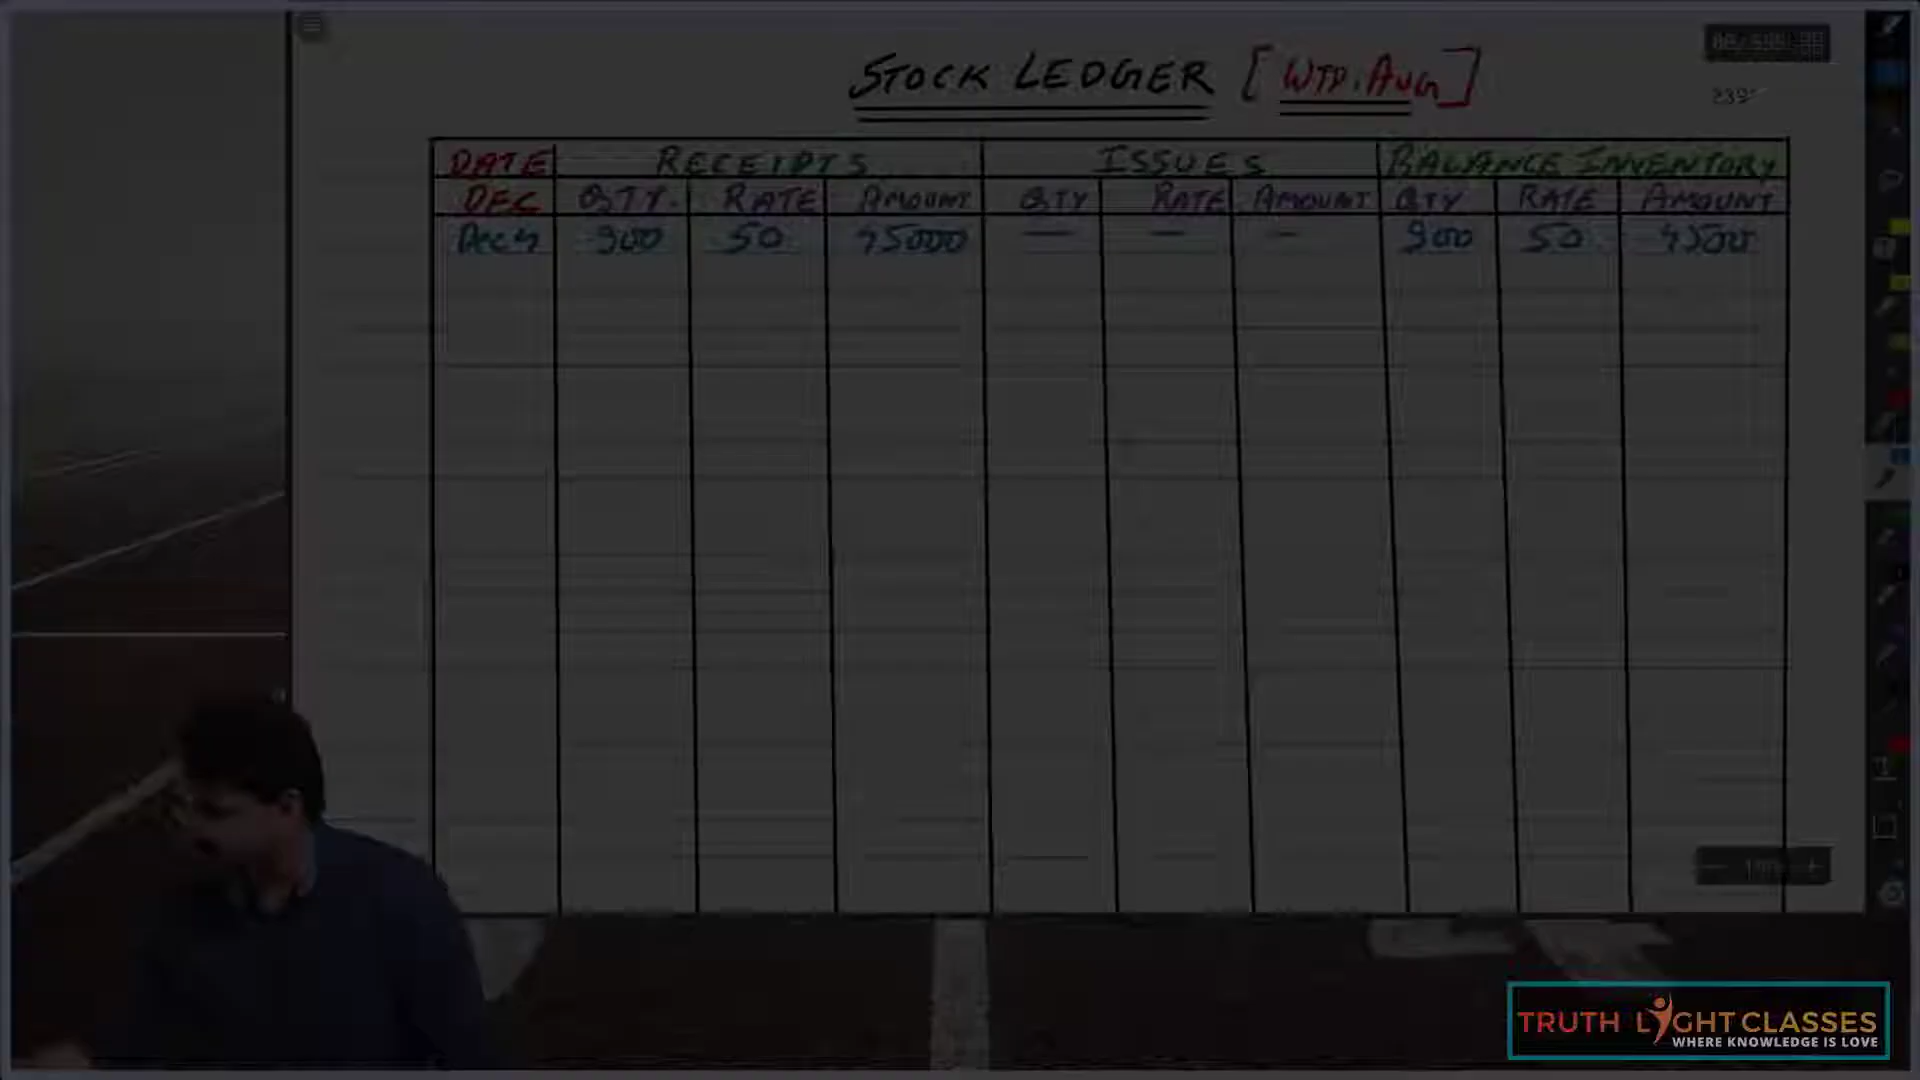 STOCK LEDGER [WTD. AVG]
DATE RECEIPTS ISSUES BALANCE INVENTORY
DEC QTY. RATE AMOUNT QTY RATE AMOUNT QTY RATE AMOUNT
Dec 900 50 45000 — — — 900 50 4500
TRUTH LIGHT CLASSES
WHERE KNOWLEDGE IS LOVE